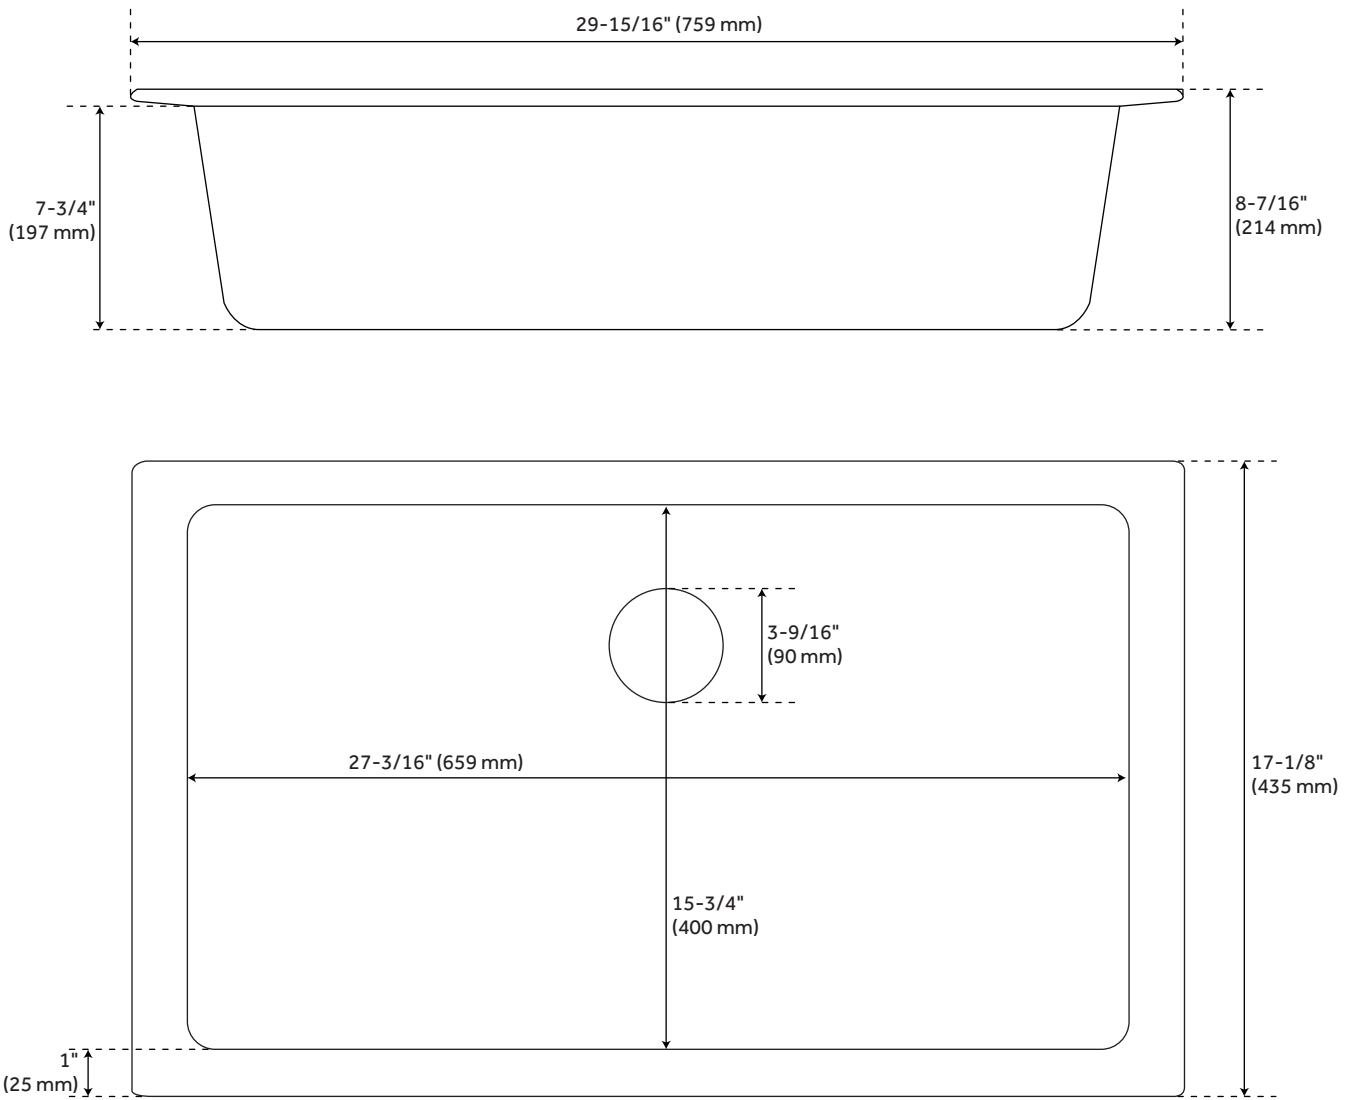 29-15/16" (759 mm)
7-3/4"
(197 mm)
8-7/16"
(214 mm)
3-9/16"
(90 mm)
27-3/16" (659 mm)
17-1/8"
(435 mm)
15-3/4"
(400 mm)
1"
(25 mm)